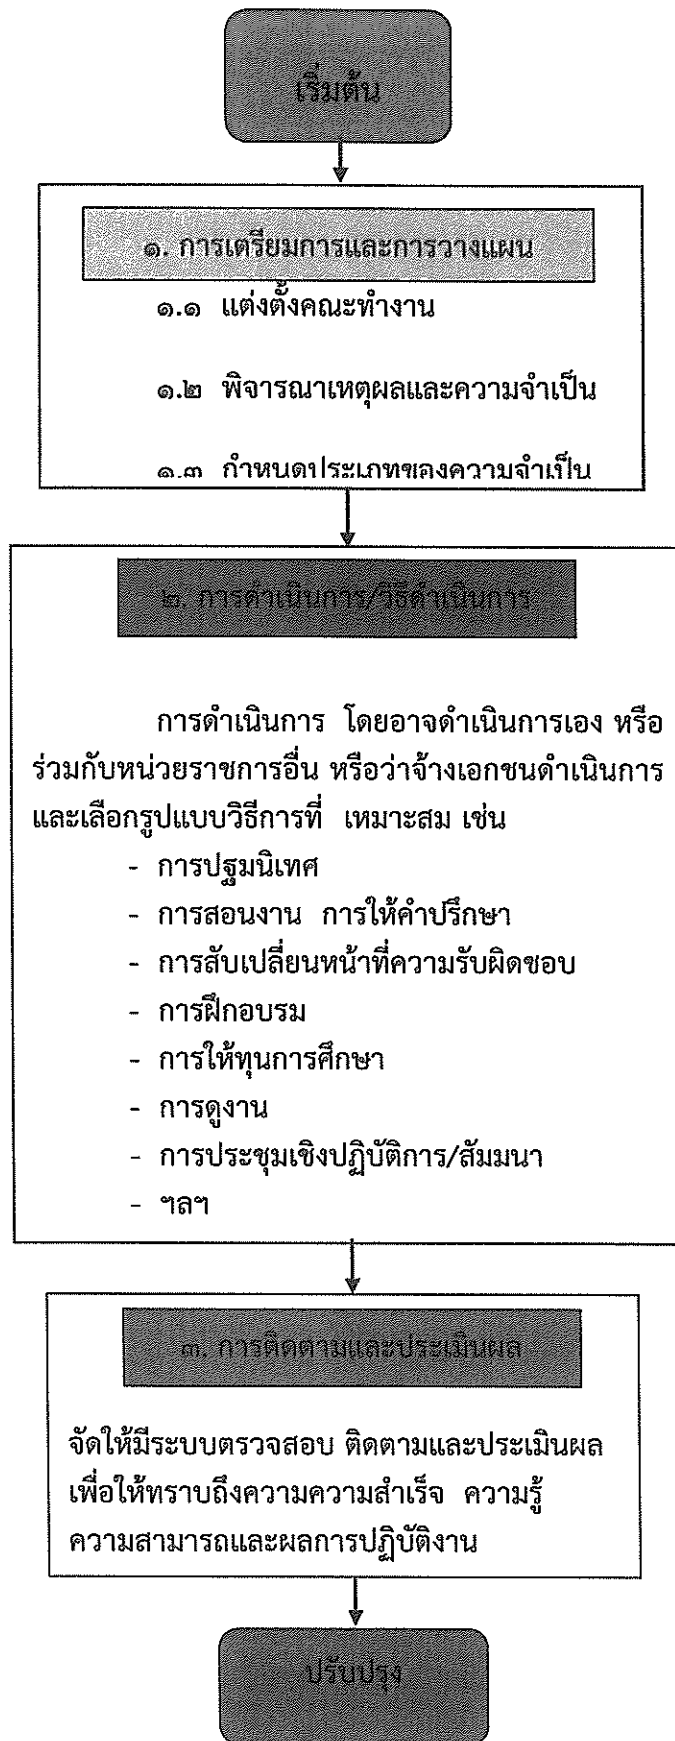 เริ่มต้น
๑. การเตรียมการและการวางแผน
๑.๑ แต่งตั้งคณะทำงาน
๑.๒ พิจารณาเหตุผลและความจำเป็น
๑.๓ กำหนดประเภทของความจำเป็น
๒. การดำเนินการ/วิธีดำเนินการ
การดำเนินการ โดยอาจดำเนินการเอง หรือ
ร่วมกับหน่วยราชการอื่น หรือว่าจ้างเอกชนดำเนินการ
และเลือกรูปแบบวิธีการที่ เหมาะสม เช่น
- การปฐมนิเทศ
- การสอนงาน การให้คำปรึกษา
- การสับเปลี่ยนหน้าที่ความรับผิดชอบ
- การฝึกอบรม
- การให้ทุนการศึกษา
- การดูงาน
- การประชุมเชิงปฏิบัติการ/สัมมนา
- ฯลฯ
๓. การติดตามและประเมินผล
จัดให้มีระบบตรวจสอบ ติดตามและประเมินผล
เพื่อให้ทราบถึงความความสำเร็จ ความรู้
ความสามารถและผลการปฏิบัติงาน
ปรับปรุง